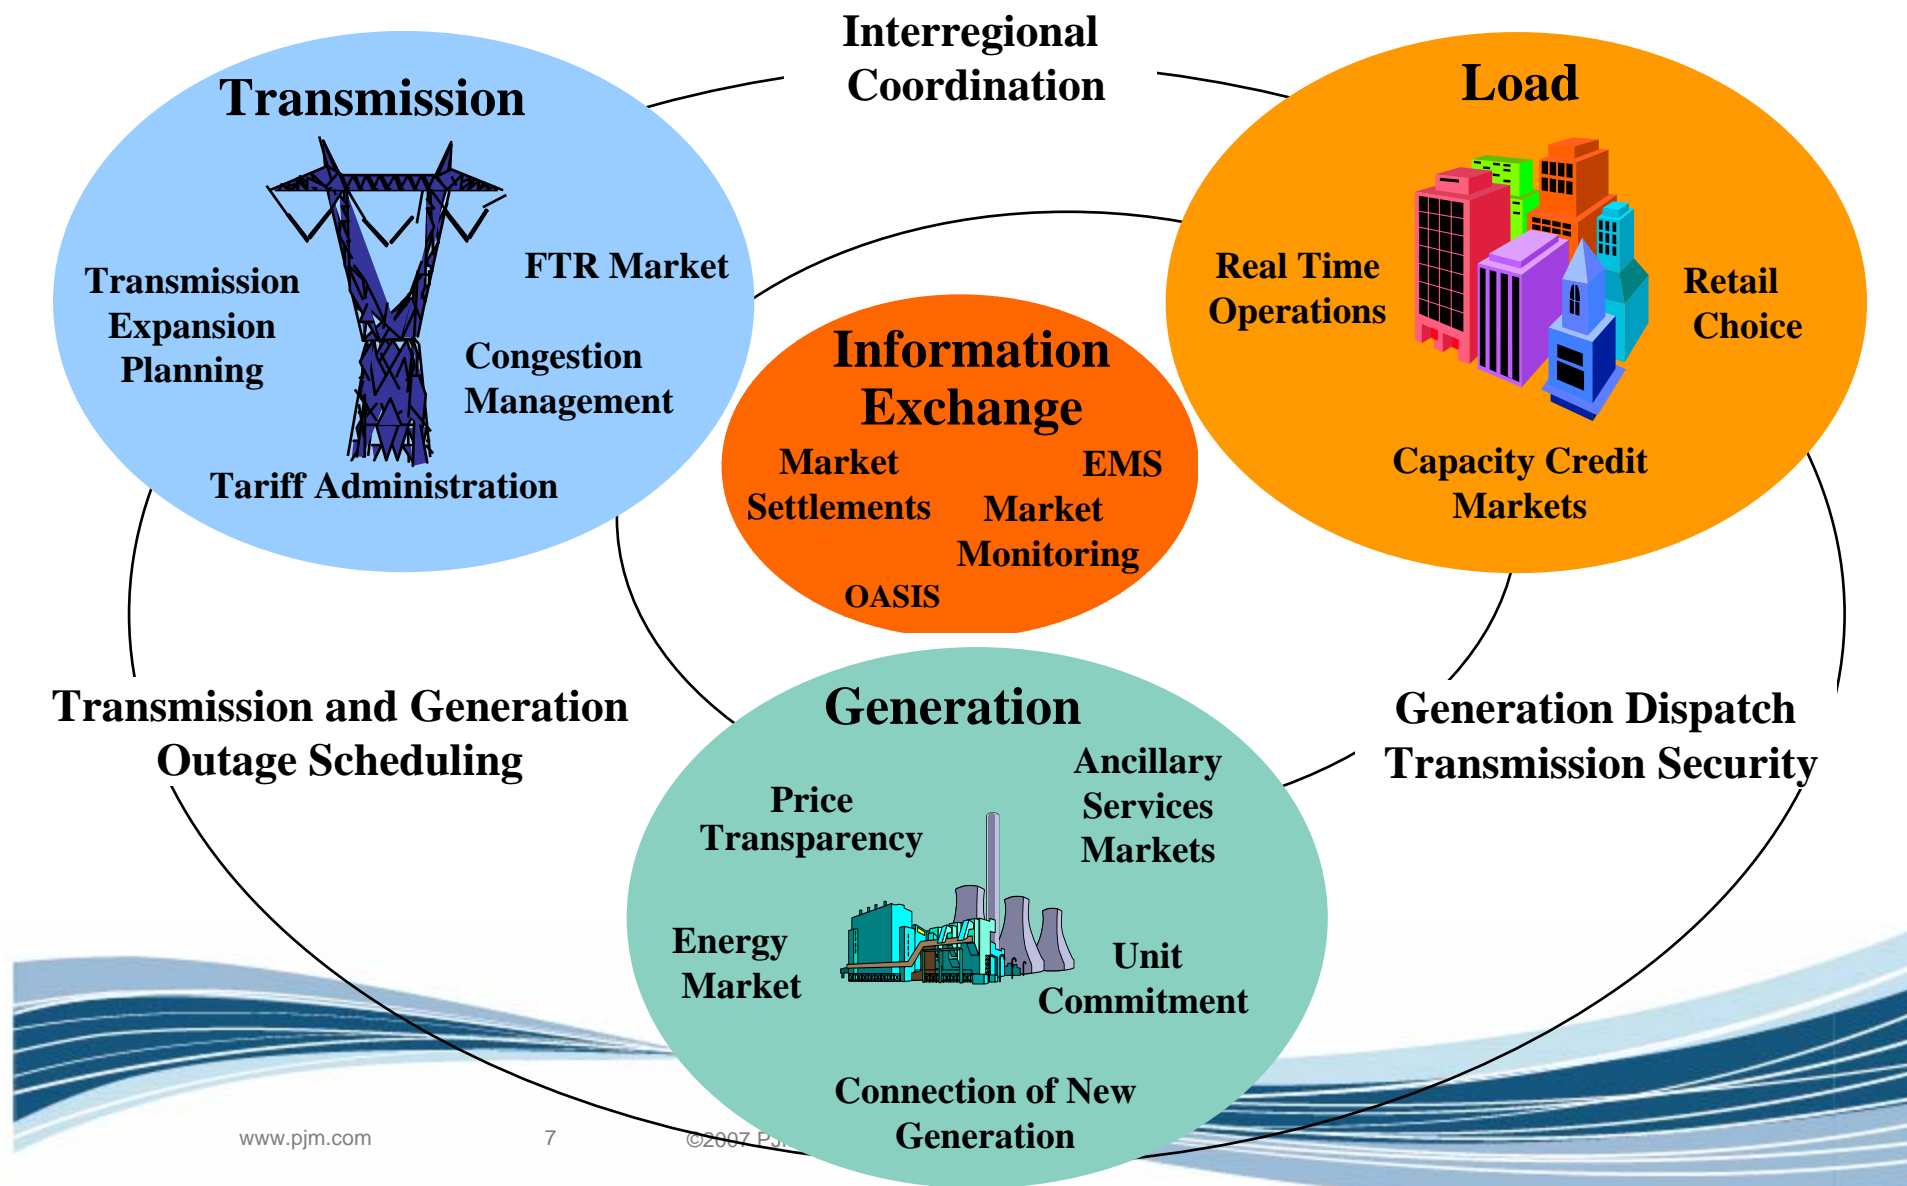 Interregional
Coordination
Transmission
FTR Market
Transmission
Expansion
Planning
Congestion
Management
Tariff Administration
Load
Real Time
Operations
Retail
Choice
Capacity Credit
Markets
Information
Exchange
Market
Settlements
EMS
Market
Monitoring
OASIS
Transmission and Generation
Outage Scheduling
Generation Dispatch
Transmission Security
Generation
Price
Transparency
Ancillary
Services
Markets
Energy
Market
Unit
Commitment
Connection of New
Generation
www.pjm.com
7
©2007